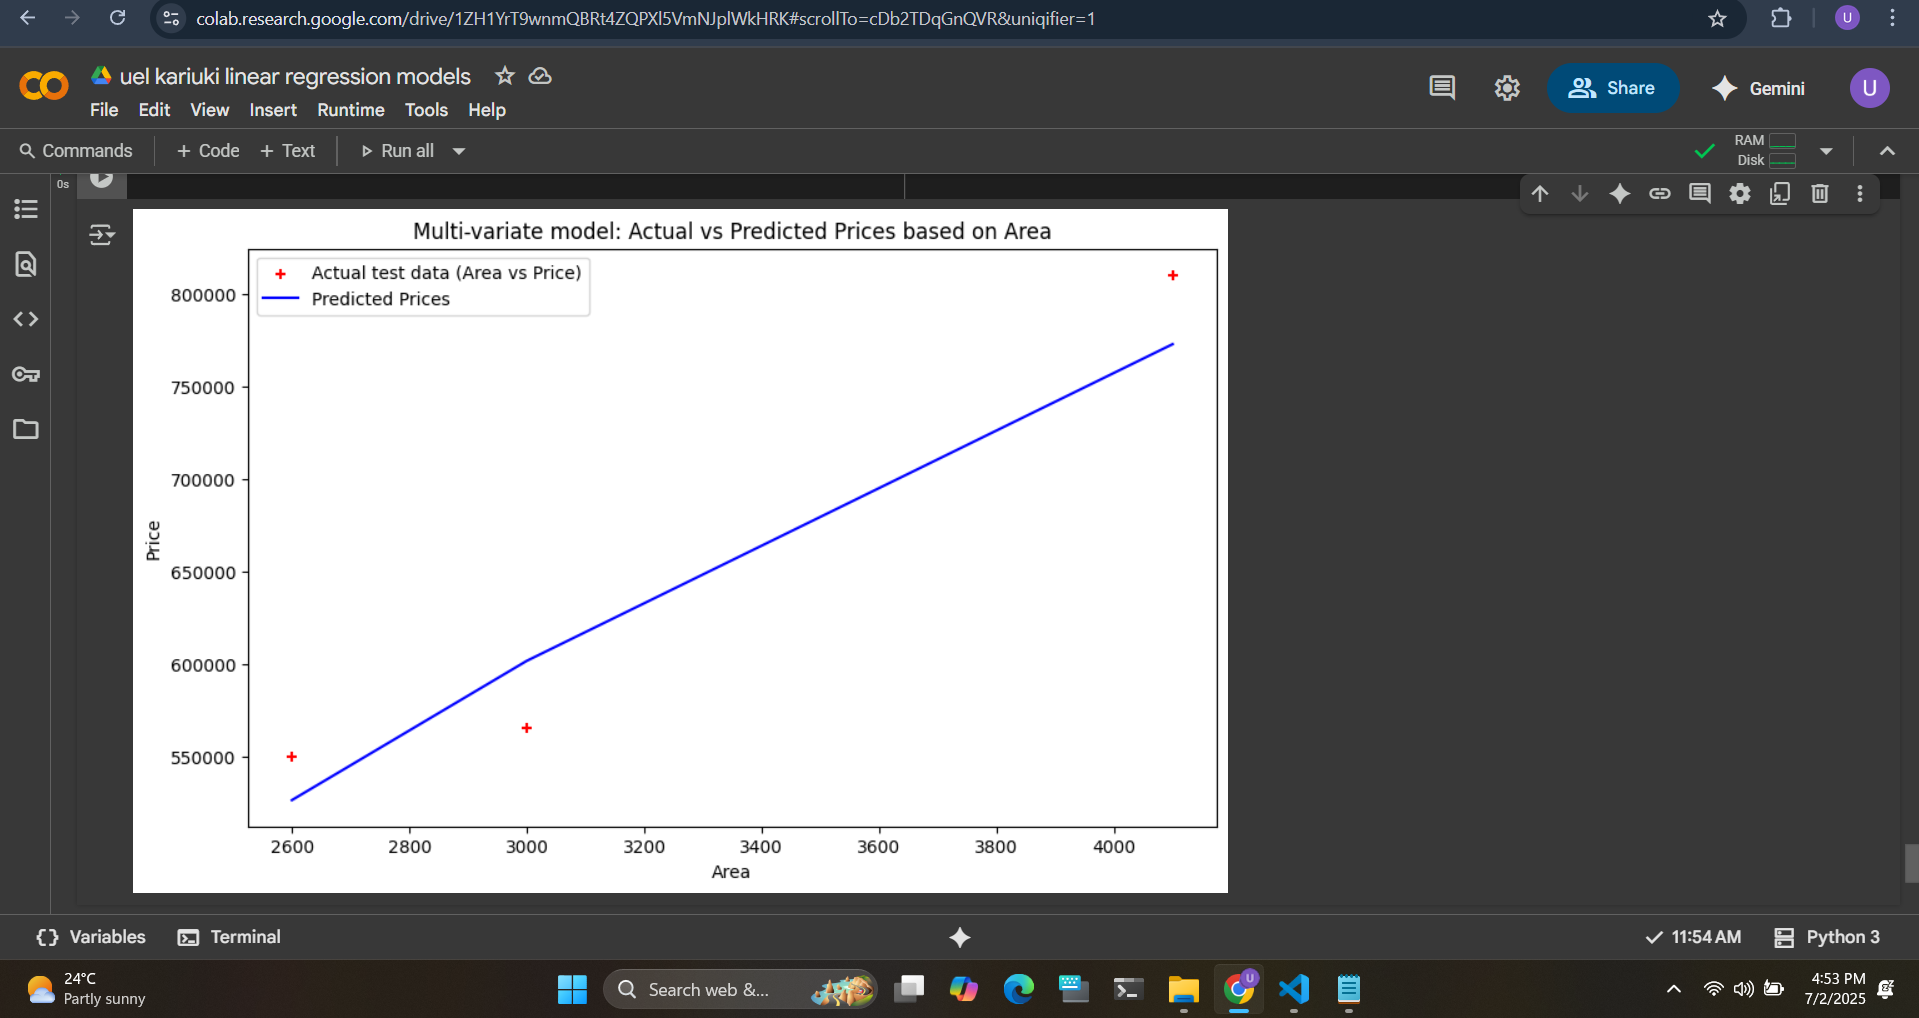 colab.research.google.com/drive/1ZH1YrT9wnmQBRt4ZQPXl5VmNJplWkHRK#scrollTo=cDb2TDqGnQVR&uniqifier=1
U
uel kariuki linear regression models
File Edit View Insert Runtime Tools Help
Share
Gemini
U
Commands
+ Code + Text
Run all
RAM
Disk
0s
Multi-variate model: Actual vs Predicted Prices based on Area
Actual test data (Area vs Price)
Predicted Prices
800000
750000
700000
650000
600000
550000
Price
2600 2800 3000 3200 3400 3600 3800 4000
Area
Variables
Terminal
11:54 AM
Python 3
24°C
Partly sunny
Search web &...
U
4:53 PM
7/2/2025